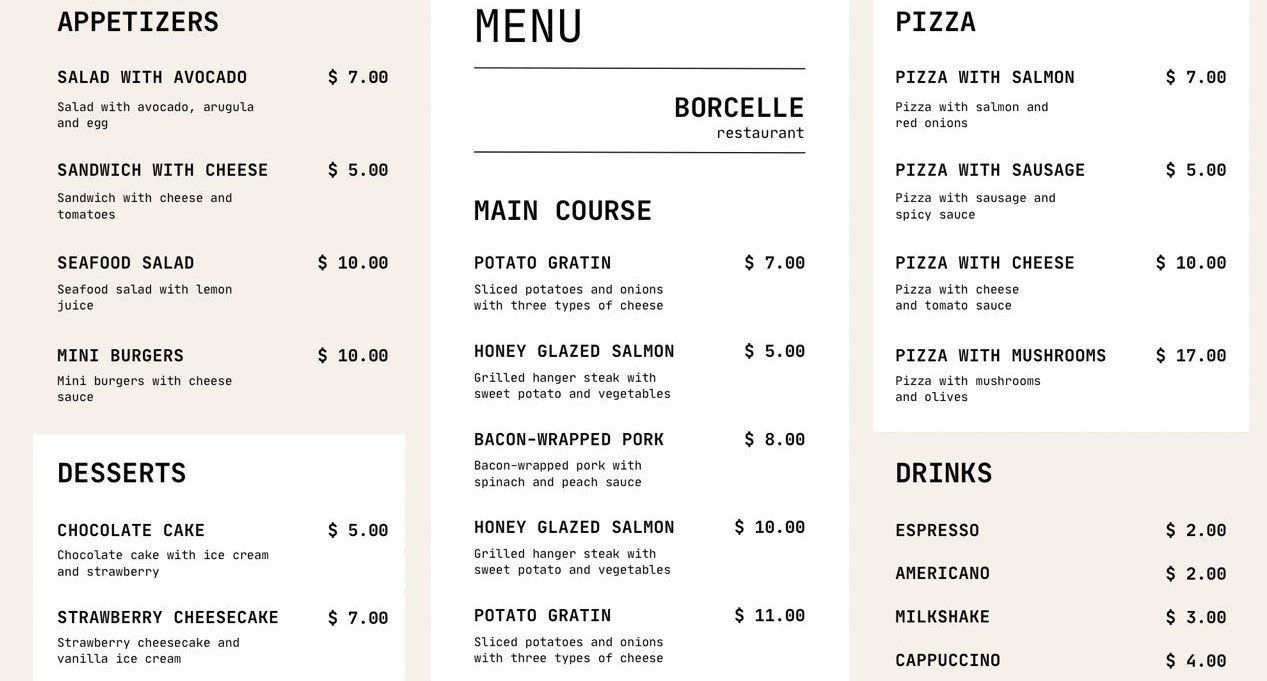 APPETIZERS
SALAD WITH AVOCADO $ 7.00
Salad with avocado, arugula
and egg
SANDWICH WITH CHEESE $ 5.00
Sandwich with cheese and
tomatoes
SEAFOOD SALAD $ 10.00
Seafood salad with lemon
juice
MINI BURGERS $ 10.00
Mini burgers with cheese
sauce
DESSERTS
CHOCOLATE CAKE $ 5.00
Chocolate cake with ice cream
and strawberry
STRAWBERRY CHEESECAKE $ 7.00
Strawberry cheesecake and
vanilla ice cream
MENU
BORCELLE
restaurant
MAIN COURSE
POTATO GRATIN $ 7.00
Sliced potatoes and onions
with three types of cheese
HONEY GLAZED SALMON $ 5.00
Grilled hanger steak with
sweet potato and vegetables
BACON-WRAPPED PORK $ 8.00
Bacon-wrapped pork with
spinach and peach sauce
HONEY GLAZED SALMON $ 10.00
Grilled hanger steak with
sweet potato and vegetables
POTATO GRATIN $ 11.00
Sliced potatoes and onions
with three types of cheese
PIZZA
PIZZA WITH SALMON $ 7.00
Pizza with salmon and
red onions
PIZZA WITH SAUSAGE $ 5.00
Pizza with sausage and
spicy sauce
PIZZA WITH CHEESE $ 10.00
Pizza with cheese
and tomato sauce
PIZZA WITH MUSHROOMS $ 17.00
Pizza with mushrooms
and olives
DRINKS
ESPRESSO $ 2.00
AMERICANO $ 2.00
MILKSHAKE $ 3.00
CAPPUCCINO $ 4.00